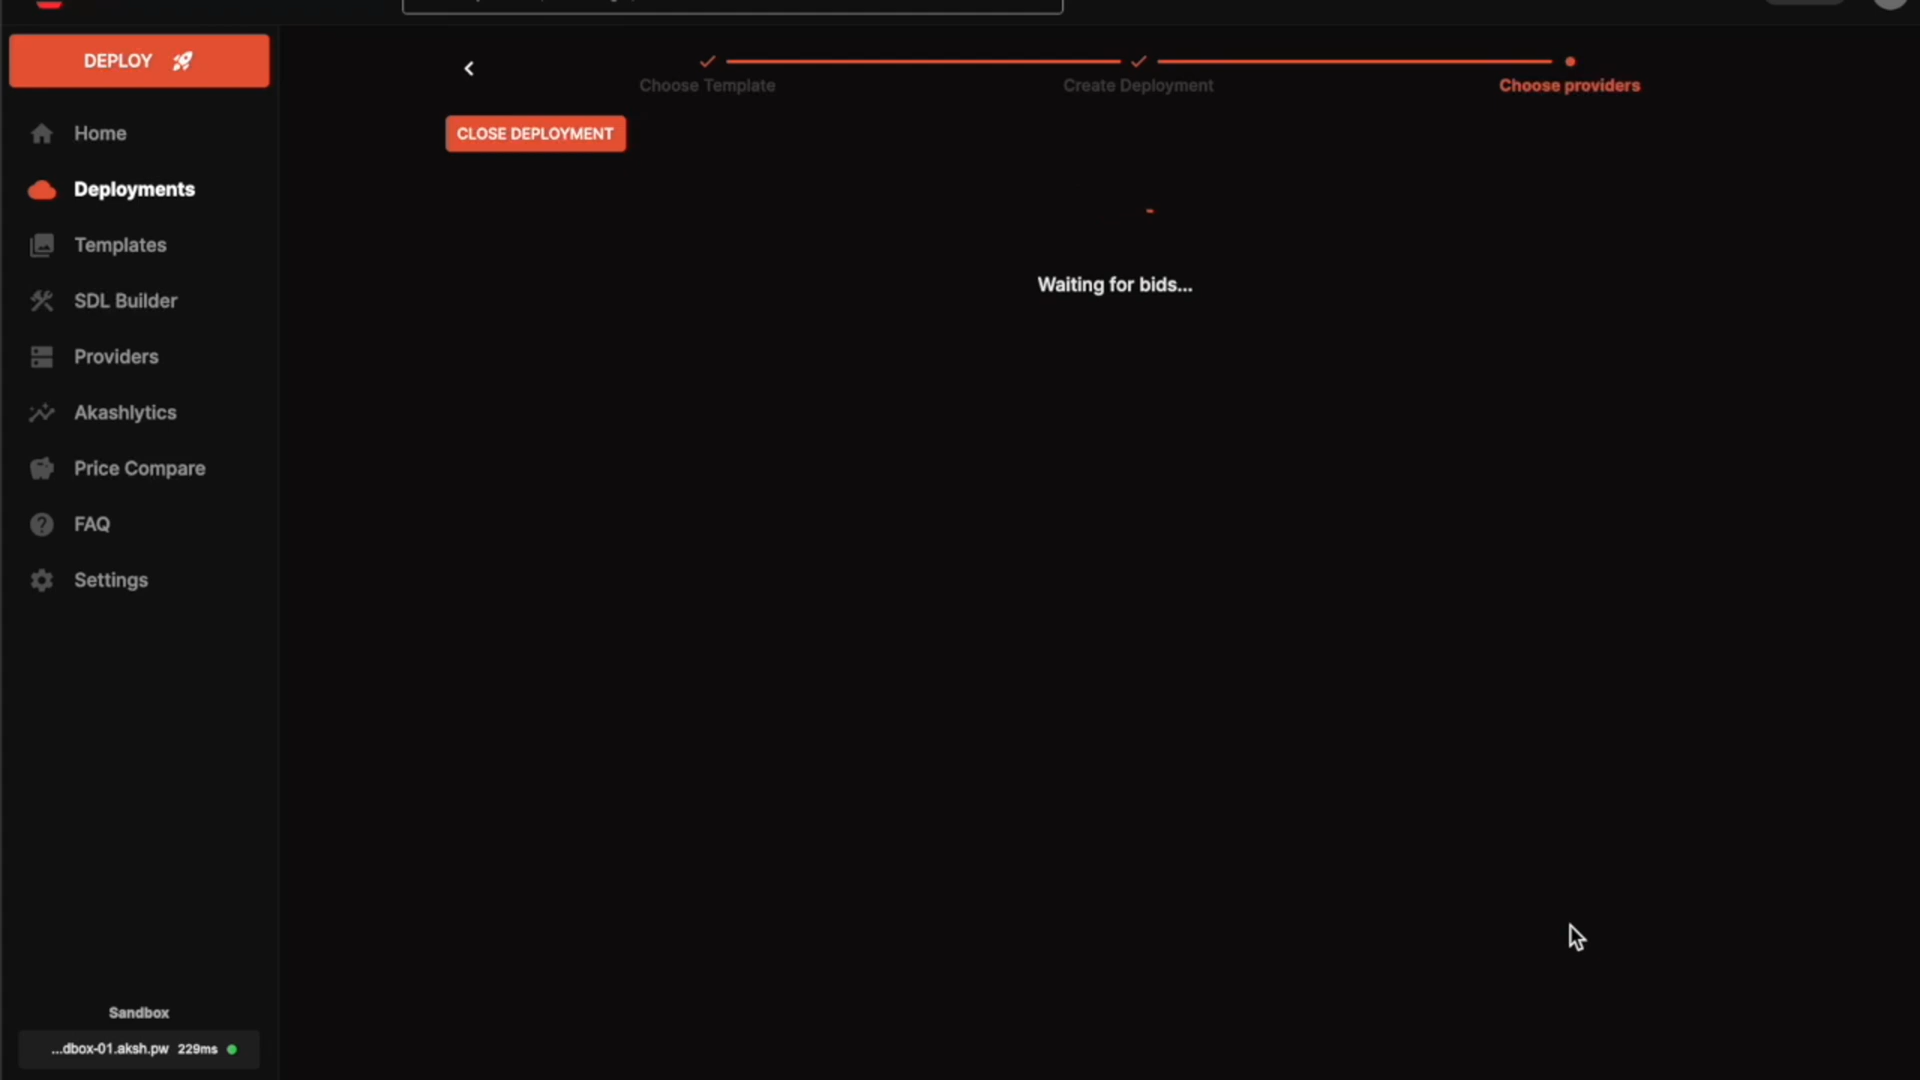 DEPLOY
Home
Deployments
Templates
SDL Builder
Providers
Akashlytics
Price Compare
FAQ
Settings
Sandbox
...dbox-01.aksh.pw 229ms
Choose Template
Create Deployment
Choose providers
CLOSE DEPLOYMENT
Waiting for bids...